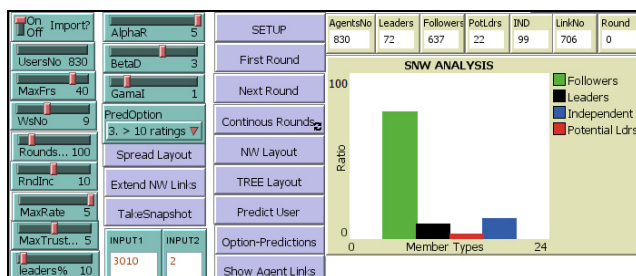 On
Off
Import?
UsersNo 830
MaxFrs 40
WsNo 9
Rounds... 100
RndInc 10
MaxRate 5
MaxTrust... 5
leaders% 10
AlphaR 5
BetaD 3
GamaI 1
PredOption
3. > 10 ratings
Spread Layout
Extend NW Links
TakeSnapshot
INPUT1 INPUT2
3010 2
SETUP
First Round
Next Round
Continous Rounds
NW Layout
TREE Layout
Predict User
Option-Predictions
Show Agent Links
AgentsNo Leaders Followers PotLdrs IND LinkNo Round
830 72 637 22 99 706 0
SNW ANALYSIS
100
Ratio
0
0 Member Types 24
Followers
Leaders
Independent
Potential Ldrs